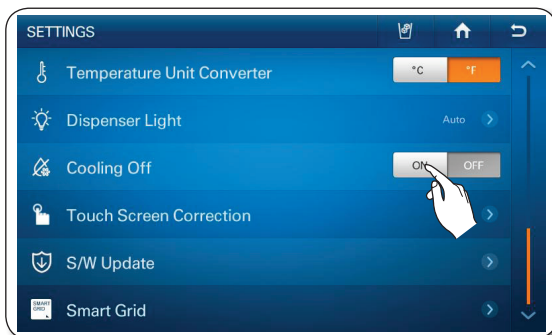 SETTINGS
Temperature Unit Converter °C °F
Dispenser Light Auto
Cooling Off ON OFF
Touch Screen Correction
S/W Update
SMART GRID Smart Grid